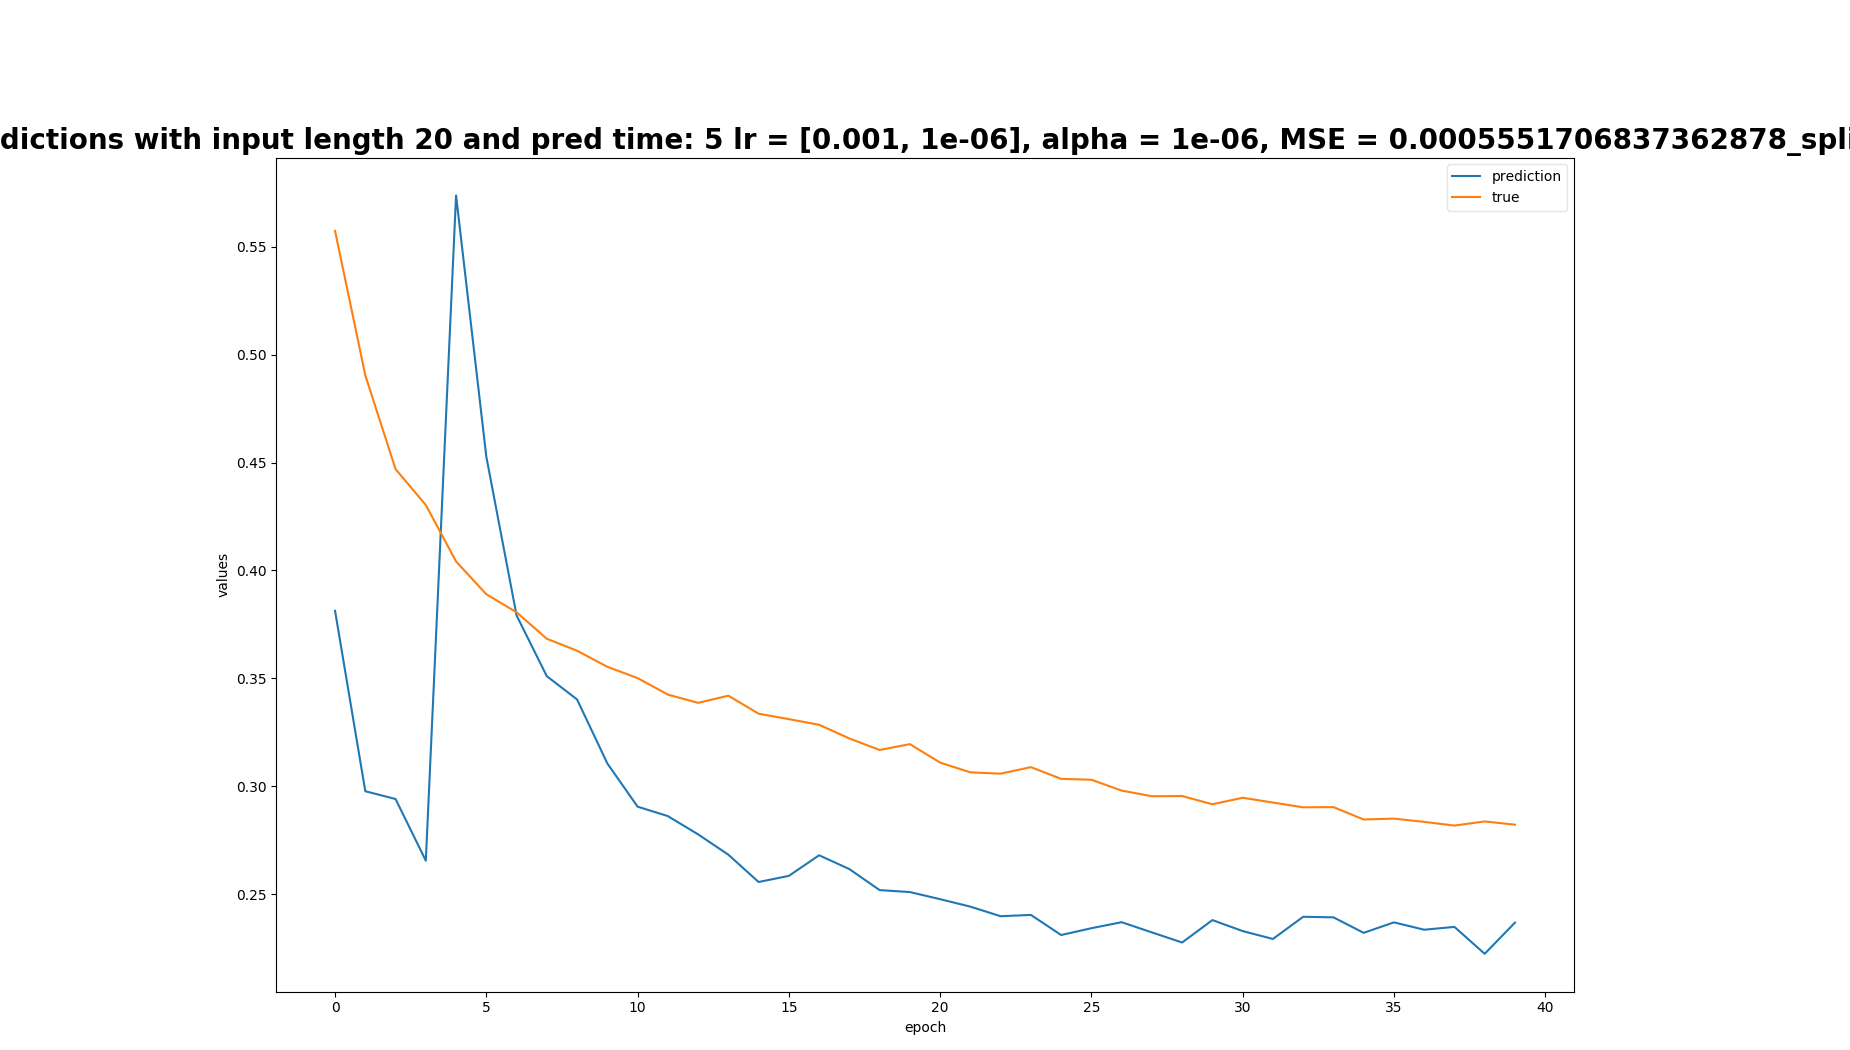 dictions with input length 20 and pred time: 5 lr = [0.001, 1e-06], alpha = 1e-06, MSE = 0.0005551706837362878_spli
prediction
true
0.55
0.50
0.45
0.40
0.35
0.30
0.25
values
0 5 10 15 20 25 30 35 40
epoch